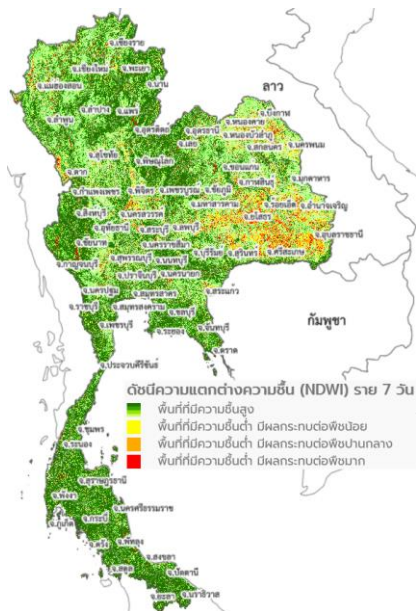 จ.เชียงราย
จ.เชียงใหม่
จ.พะเยา
จ.แม่ฮ่องสอน
จ.น่าน
ลาว
จ.ลำปาง
จ.แพร่
จ.ลำพูน
จ.บึงกาฬ
จ.หนองคาย
จ.อุตรดิตถ์
จ.อุดรธานี
จ.หนองบัวลำภู
จ.เลย
จ.สกลนคร
จ.นครพนม
จ.สุโขทัย
จ.พิษณุโลก
จ.ตาก
จ.ขอนแก่น
จ.กาฬสินธุ์
จ.มุกดาหาร
จ.กำแพงเพชร
จ.พิจิตร
จ.เพชรบูรณ์
จ.ชัยภูมิ
จ.มหาสารคาม
จ.ร้อยเอ็ด
จ.อำนาจเจริญ
จ.สิงห์บุรี
จ.นครสวรรค์
จ.ยโสธร
จ.อุทัยธานี
จ.สระบุรี
จ.ลพบุรี
จ.อุบลราชธานี
จ.ชัยนาท
จ.นครราชสีมา
จ.บุรีรัมย์
จ.สุรินทร์
จ.ศรีสะเกษ
จ.กาญจนบุรี
จ.สุพรรณบุรี
จ.นนทบุรี
จ.ปราจีนบุรี
จ.นครนายก
จ.นครปฐม
จ.สมุทรสาคร
จ.สระแก้ว
จ.ราชบุรี
จ.สมุทรสงคราม
จ.ชลบุรี
กัมพูชา
จ.เพชรบุรี
จ.ระยอง
จ.จันทบุรี
จ.ตราด
จ.ประจวบคีรีขันธ์
ดัชนีความแตกต่างความชื้น (NDWI) ราย 7 วัน
พื้นที่ที่มีความชื้นสูง
พื้นที่ที่มีความชื้นต่ำ มีผลกระทบต่อพืชน้อย
พื้นที่ที่มีความชื้นต่ำ มีผลกระทบต่อพืชปานกลาง
พื้นที่ที่มีความชื้นต่ำ มีผลกระทบต่อพืชมาก
จ.ชุมพร
จ.ระนอง
จ.สุราษฎร์ธานี
จ.พังงา
จ.นครศรีธรรมราช
จ.ภูเก็ต
จ.กระบี่
จ.ตรัง
จ.พัทลุง
จ.สงขลา
จ.สตูล
จ.ปัตตานี
จ.ยะลา
จ.นราธิวาส